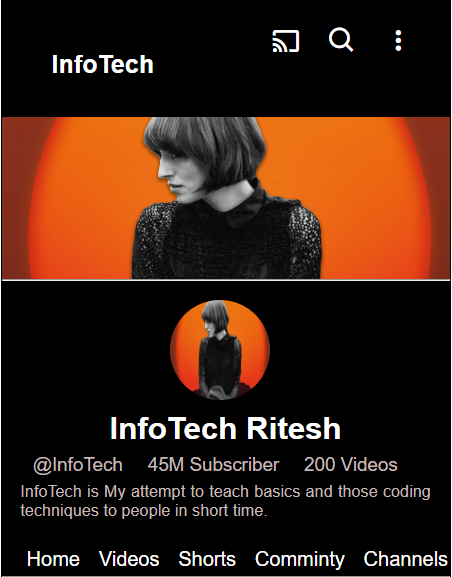 InfoTech
InfoTech Ritesh
@InfoTech 45M Subscriber 200 Videos
InfoTech is My attempt to teach basics and those coding
techniques to people in short time.
Home Videos Shorts Comminty Channels